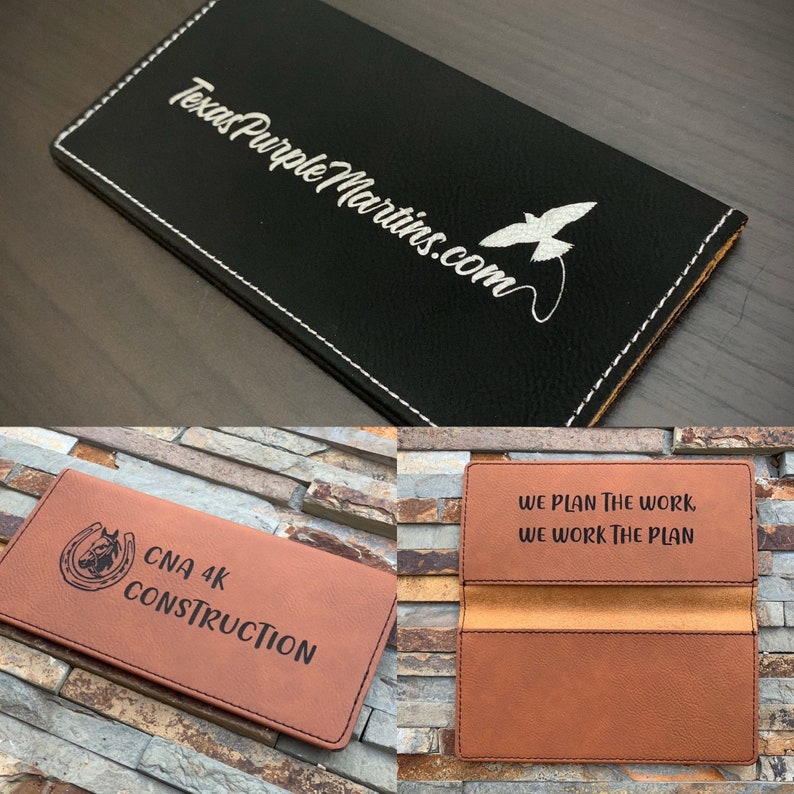 TexasPurpleMartins.com
CNA 4K
CONSTRUCTION
WE PLAN THE WORK,
WE WORK THE PLAN